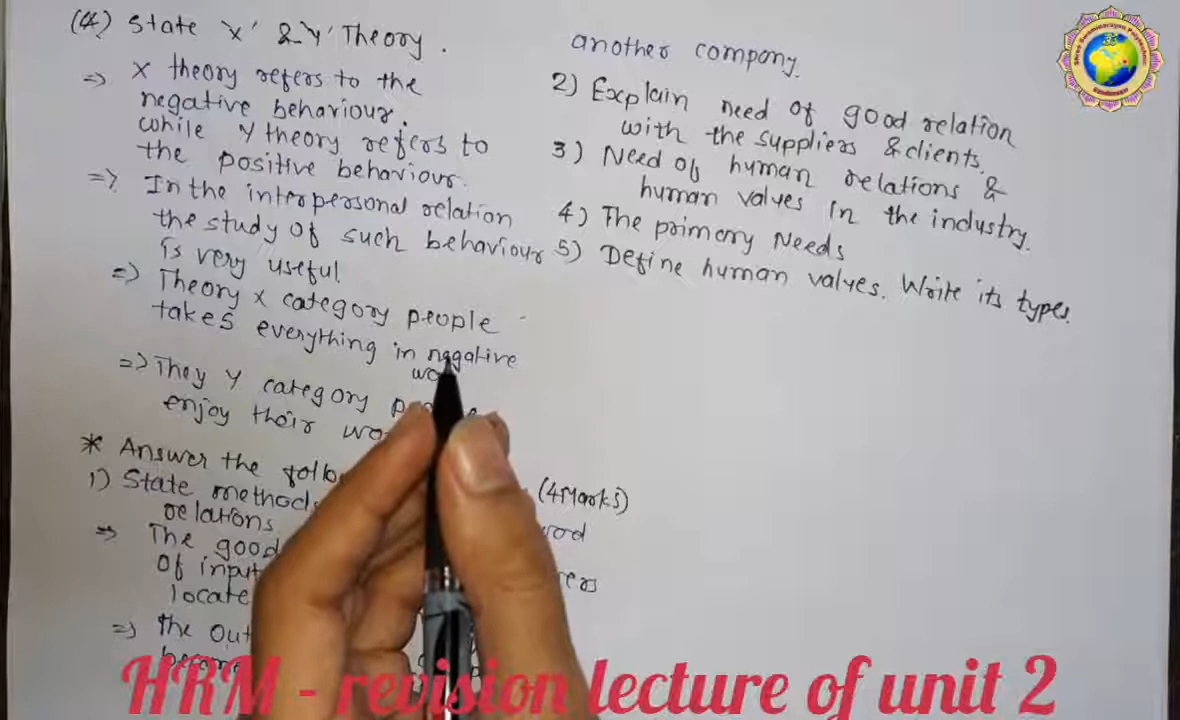 (4) State 'X' & 'Y' Theory.
=> X theory refers to the
negative behaviour.
while Y theory refers to
the positive behaviour.
=> In the interpersonal relation
the study of such behaviour
is very useful
=> Theory X category people
takes everything in negative
=> They Y category
enjoy their
* Answer the
1) State (4 Marks)
relations
=> The good
Of input
locate
=> The
another company.
2) Explain need of good relation
with the suppliers & clients.
3) Need of human relations &
human values in the industry.
4) The primary Needs
5) Define human values. Write its types.
Shree Swaminarayan Polytechnic
HRM - revision lecture of unit 2